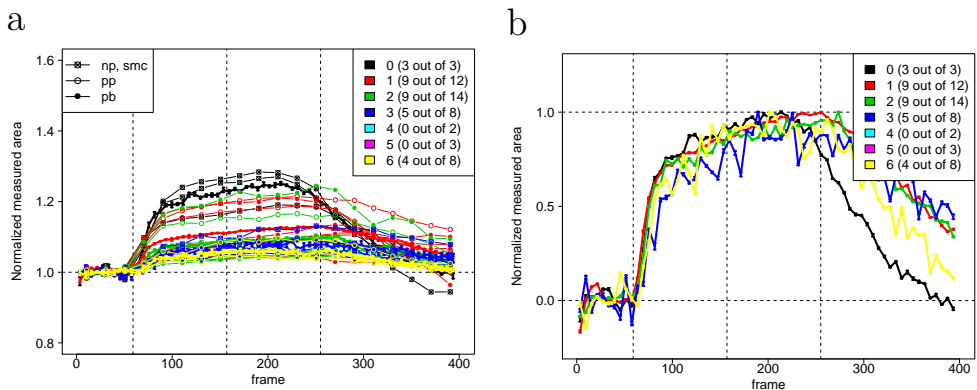 a
1.6
1.4
1.2
1.0
0.8
Normalized measured area
np, smc
pp
pb
0 (3 out of 3)
1 (9 out of 12)
2 (9 out of 14)
3 (5 out of 8)
4 (0 out of 2)
5 (0 out of 3)
6 (4 out of 8)
0 100 200 300 400
frame
b
1.0
0.5
0.0
Normalized measured area
0 (3 out of 3)
1 (9 out of 12)
2 (9 out of 14)
3 (5 out of 8)
4 (0 out of 2)
5 (0 out of 3)
6 (4 out of 8)
0 100 200 300 400
frame